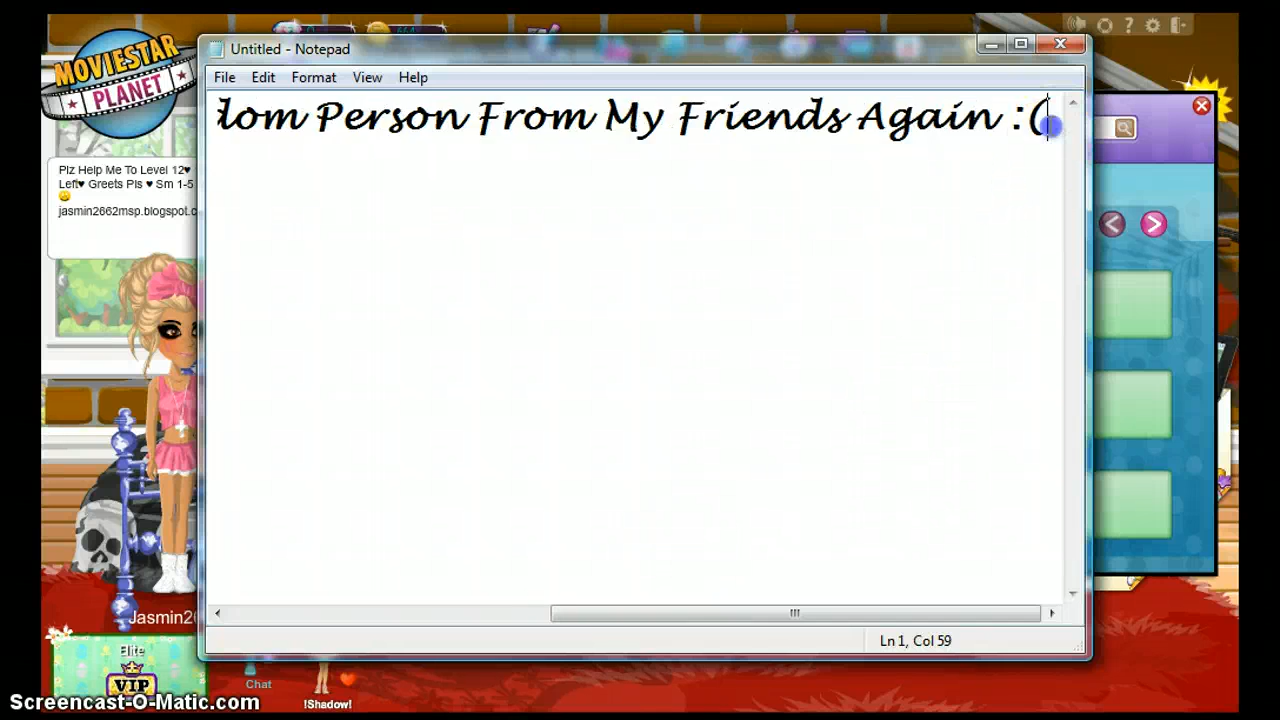 MOVIESTAR
PLANET
Untitled - Notepad
File Edit Format View Help
dom Person From My Friends Again :(
Plz Help Me To Level 12♥
Left♥ Greets Pls ♥ Sm 1-5
jasmin2662msp.blogspot.c
Jasmin26
Elite
VIP
Chat
!Shadow!
Ln 1, Col 59
Screencast-O-Matic.com